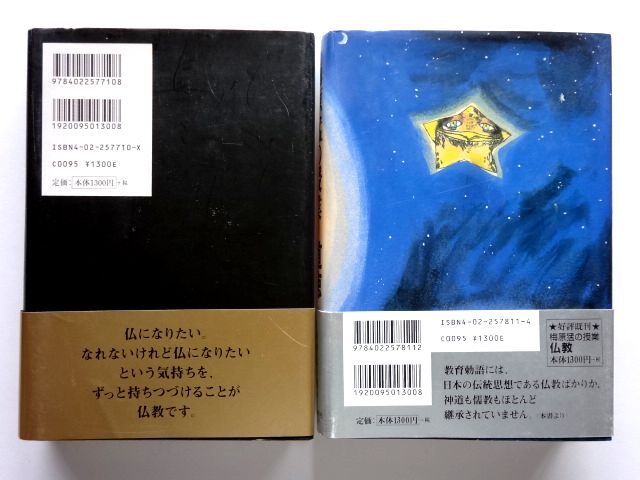 9784022577108
1920095013008
ISBN4-02-257710-X
C0095 ¥1300E
定価：本体1300円+税
仏になりたい。
なれないけれど仏になりたい
という気持ちを、
ずっと持ちつづけることが
仏教です。
ISBN4-02-257811-4
C0095 ¥1300E
9784022578112
1920095013008
定価：本体1300円+税
★好評既刊★
梅原猛の授業
仏教
本体1300円+税
教育勅語には、
日本の伝統思想である仏教ばかりか、
神道も儒教もほとんど
継承されていません。—本書より